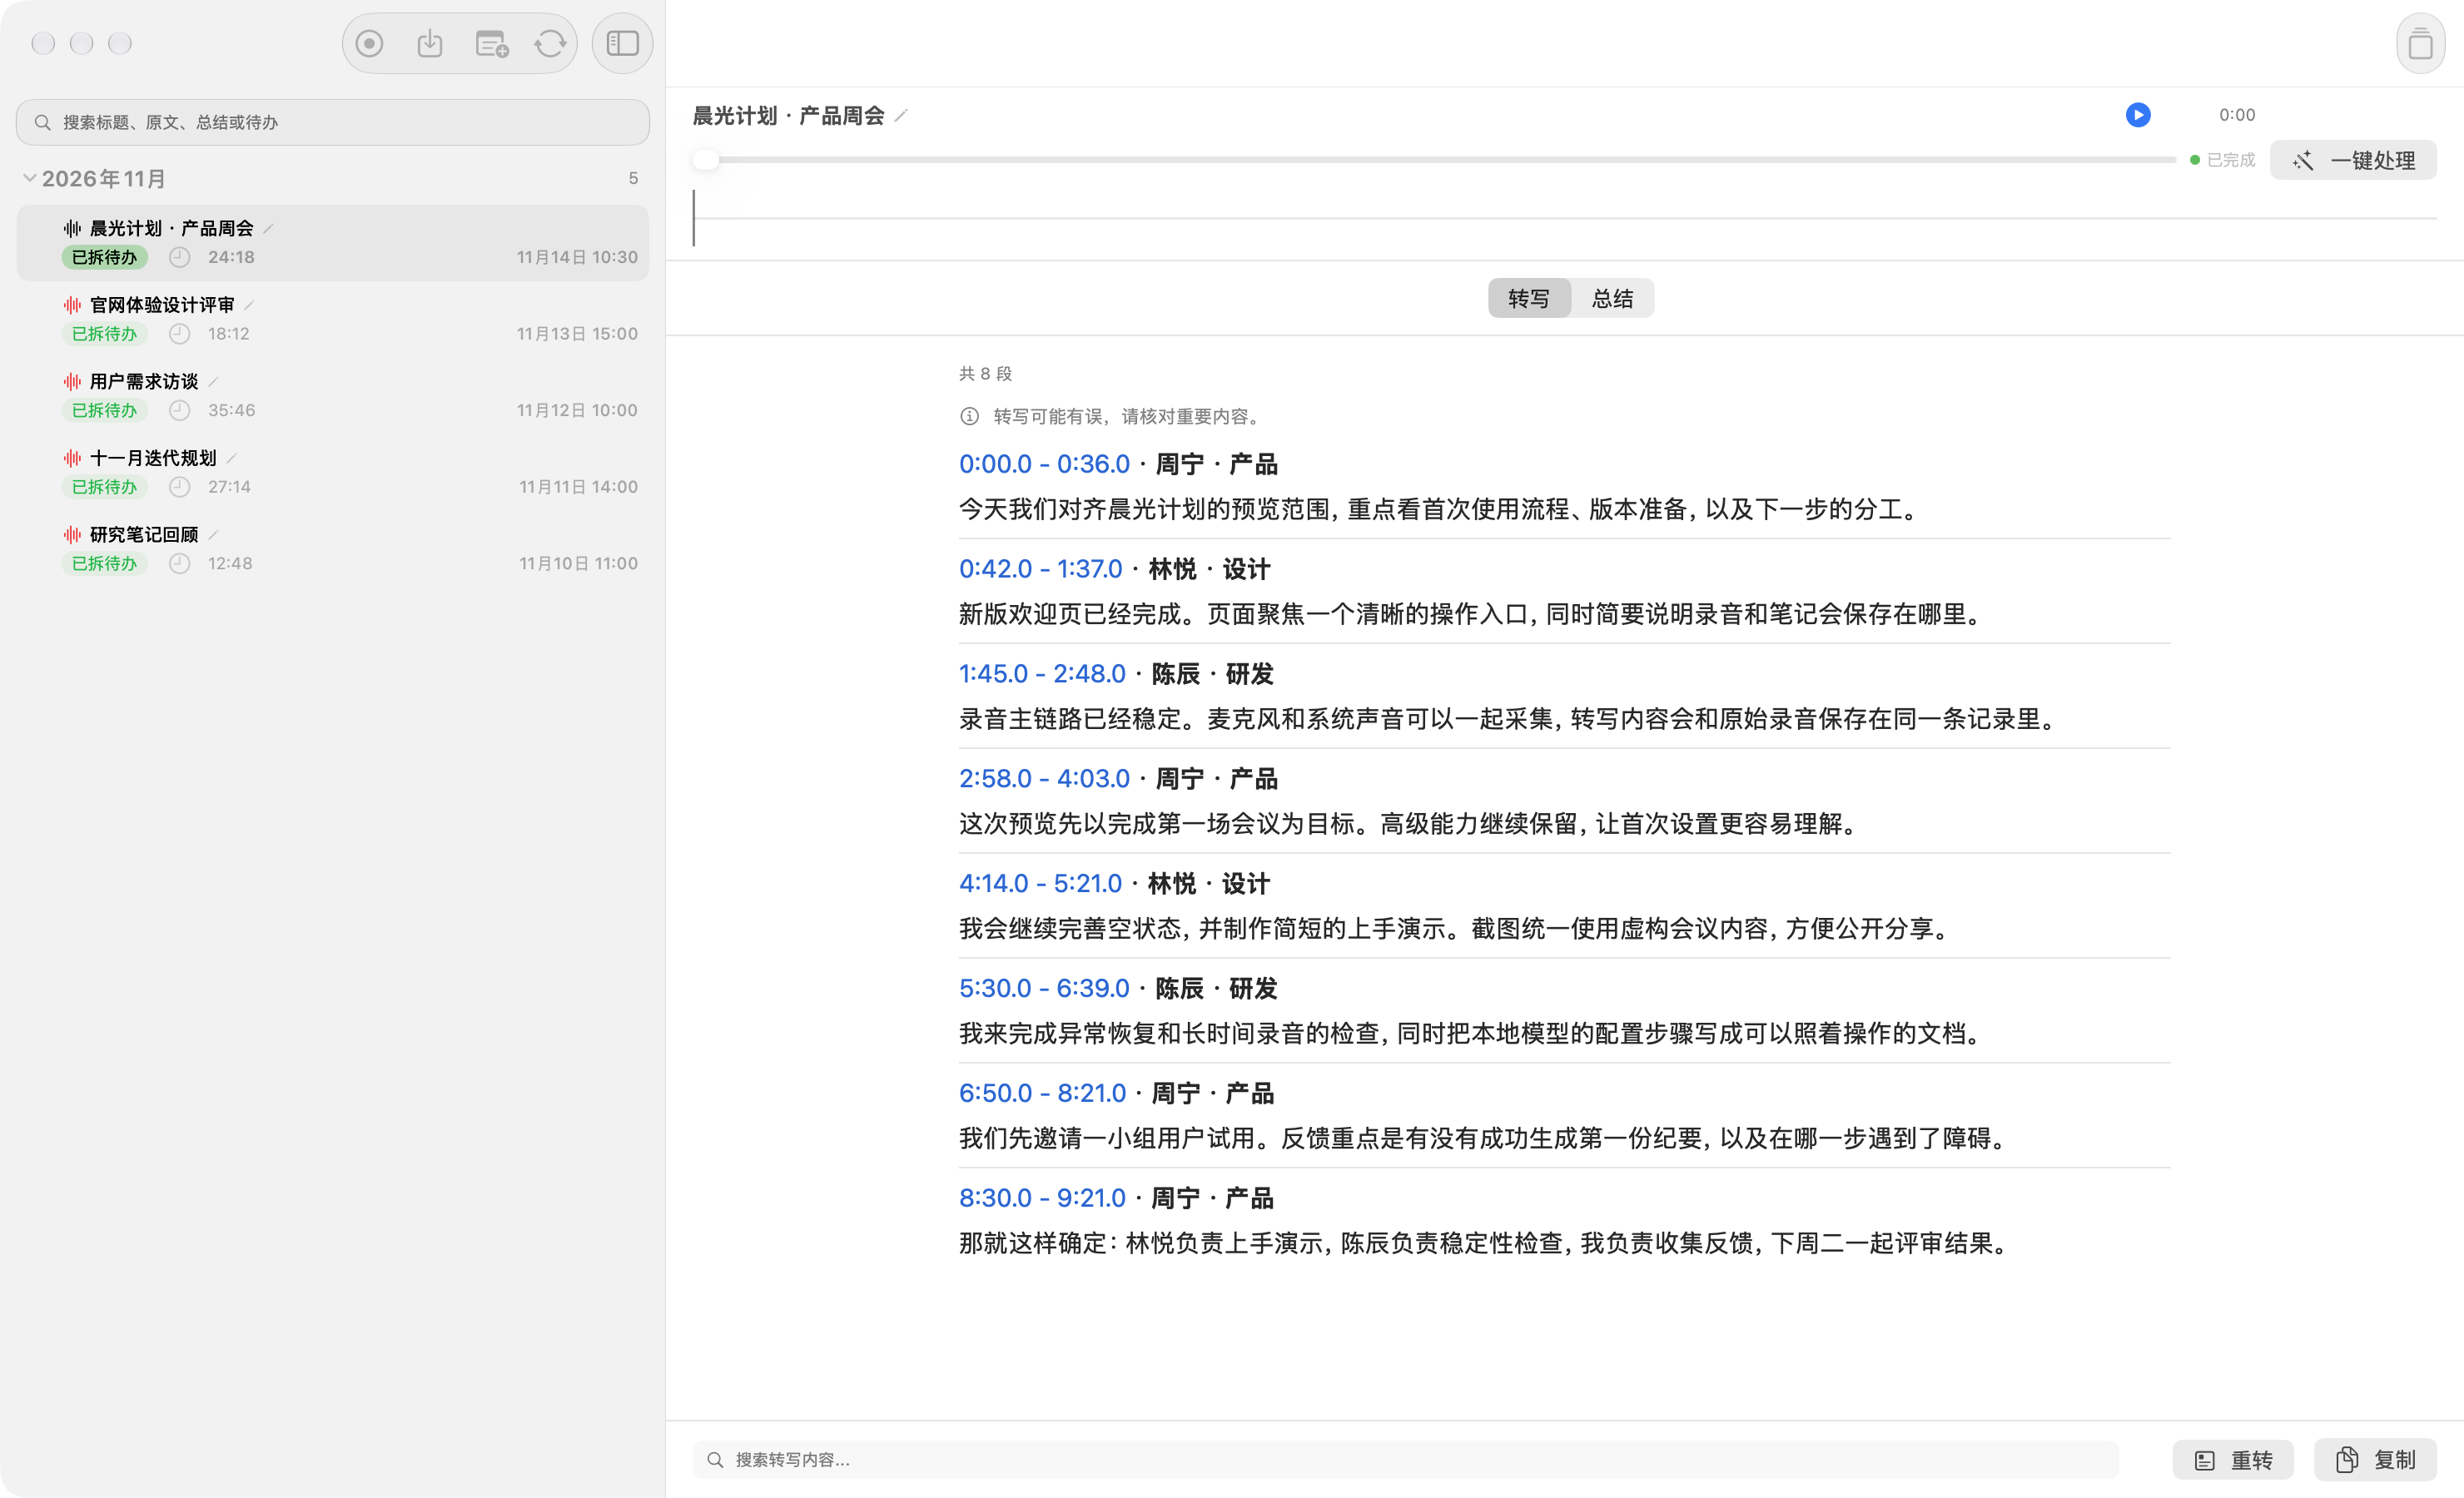 搜索标题、原文、总结或待办
2026年11月 5
晨光计划 · 产品周会
已拆待办 24:18 11月14日 10:30
官网体验设计评审
已拆待办 18:12 11月13日 15:00
用户需求访谈
已拆待办 35:46 11月12日 10:00
十一月迭代规划
已拆待办 27:14 11月11日 14:00
研究笔记回顾
已拆待办 12:48 11月10日 11:00
晨光计划 · 产品周会
0:00
已完成
一键处理
转写 总结
共 8 段
转写可能有误，请核对重要内容。
0:00.0 - 0:36.0 · 周宁 · 产品
今天我们对齐晨光计划的预览范围，重点看首次使用流程、版本准备，以及下一步的分工。
0:42.0 - 1:37.0 · 林悦 · 设计
新版欢迎页已经完成。页面聚焦一个清晰的操作入口，同时简要说明录音和笔记会保存在哪里。
1:45.0 - 2:48.0 · 陈辰 · 研发
录音主链路已经稳定。麦克风和系统声音可以一起采集，转写内容会和原始录音保存在同一条记录里。
2:58.0 - 4:03.0 · 周宁 · 产品
这次预览先以完成第一场会议为目标。高级能力继续保留，让首次设置更容易理解。
4:14.0 - 5:21.0 · 林悦 · 设计
我会继续完善空状态，并制作简短的上手演示。截图统一使用虚构会议内容，方便公开分享。
5:30.0 - 6:39.0 · 陈辰 · 研发
我来完成异常恢复和长时间录音的检查，同时把本地模型的配置步骤写成可以照着操作的文档。
6:50.0 - 8:21.0 · 周宁 · 产品
我们先邀请一小组用户试用。反馈重点是有没有成功生成第一份纪要，以及在哪一步遇到了障碍。
8:30.0 - 9:21.0 · 周宁 · 产品
那就这样确定：林悦负责上手演示，陈辰负责稳定性检查，我负责收集反馈，下周二一起评审结果。
搜索转写内容...
重转
复制